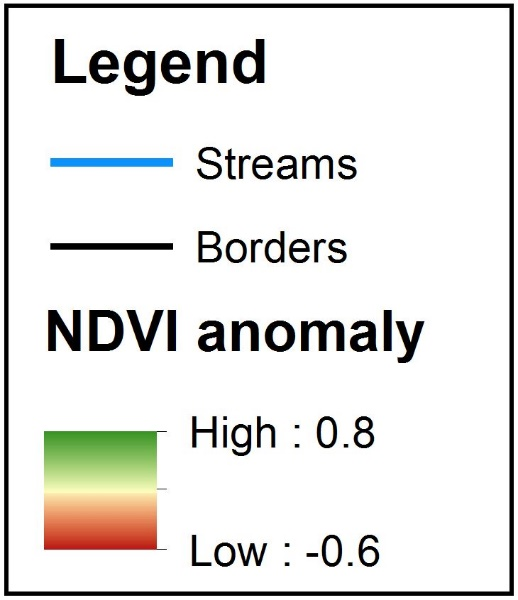 Legend
Streams
Borders
NDVI anomaly
High : 0.8
Low : -0.6